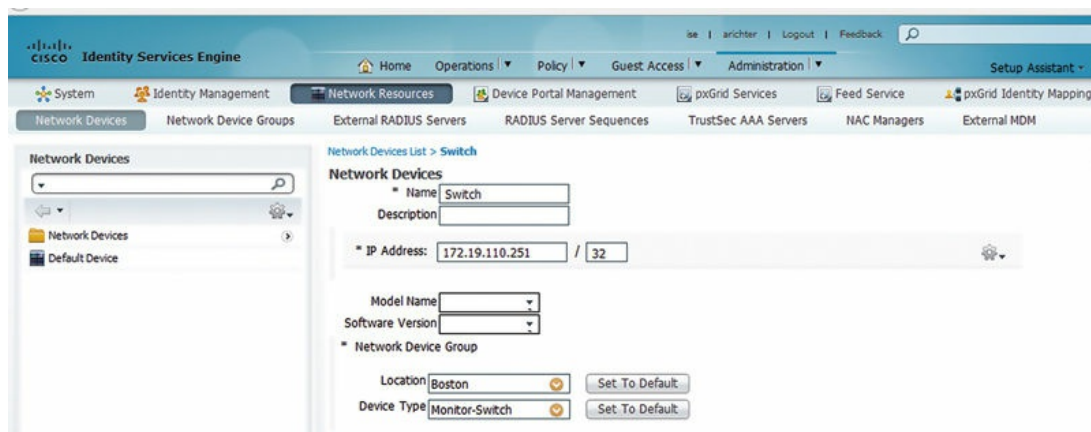 ise | arichter | Logout | Feedback
cisco Identity Services Engine
Home Operations Policy Guest Access Administration Setup Assistant
System Identity Management Network Resources Device Portal Management pxGrid Services Feed Service pxGrid Identity Mapping
Network Devices Network Device Groups External RADIUS Servers RADIUS Server Sequences TrustSec AAA Servers NAC Managers External MDM
Network Devices
Network Devices
Default Device
Network Devices List > Switch
Network Devices
* Name Switch
Description
* IP Address: 172.19.110.251 / 32
Model Name
Software Version
* Network Device Group
Location Boston Set To Default
Device Type Monitor-Switch Set To Default